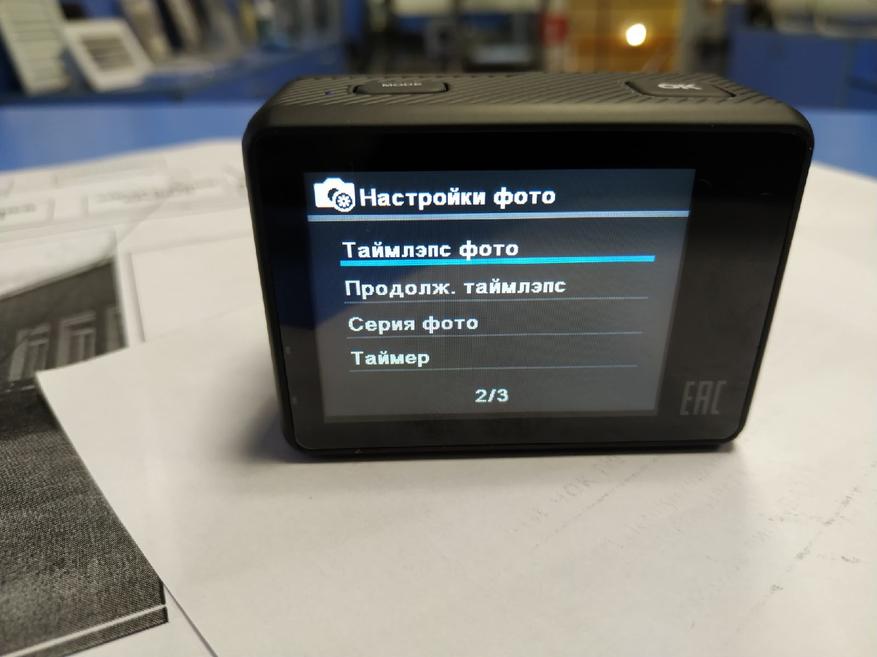 MODE
OK
Настройки фото
Таймлэпс фото
Продолж. таймлэпс
Серия фото
Таймер
2/3
EAC